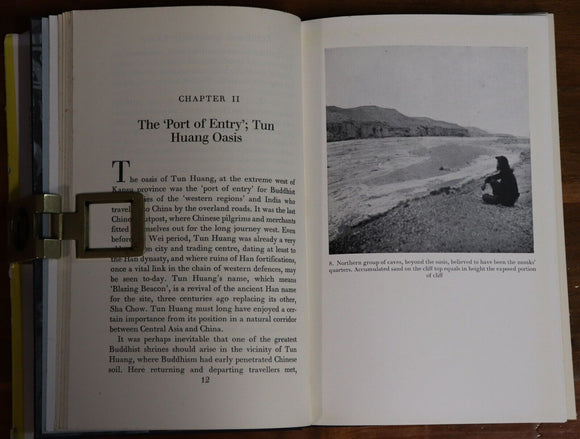 CHAPTER II
The 'Port of Entry'; Tun
Huang Oasis
The oasis of Tun Huang, at the extreme west of
Kansu province was the 'port of entry' for Buddhist
of the 'western regions' and India who
to China by the overland roads. It was the last
Chinese outpost, where Chinese pilgrims and merchants
fitted themselves out for the long journey west. Even
before Wei period, Tun Huang was already a very
on city and trading centre, dating at least to
the Han dynasty, and where ruins of Han fortifications,
once a vital link in the chain of western defences, may
be seen to-day. Tun Huang's name, which means
'Blazing Beacon', is a revival of the ancient Han name
for the site, three centuries ago replacing its other,
Sha Chow. Tun Huang must long have enjoyed a
certain importance from its position in a natural corridor
between Central Asia and China.
It was perhaps inevitable that one of the greatest
Buddhist shrines should arise in the vicinity of Tun
Huang, where Buddhism had early penetrated Chinese
soil. Here returning and departing travellers met,
12
8. Northern group of caves, beyond the oasis, believed to have been the monks'
quarters. Accumulated sand on the cliff top equals in height the exposed portion
of cliff